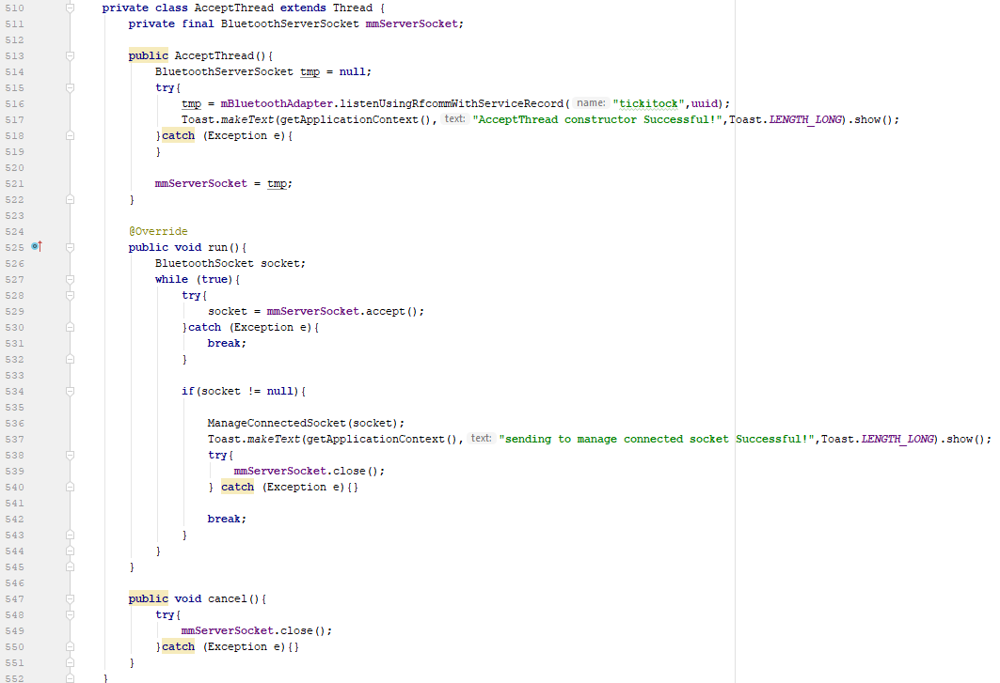 510 private class AcceptThread extends Thread {
511 private final BluetoothServerSocket mmServerSocket;
512
513 public AcceptThread(){
514 BluetoothServerSocket tmp = null;
515 try{
516 tmp = mBluetoothAdapter.listenUsingRfcommWithServiceRecord( name: "tickitock",uuid);
517 Toast.makeText(getApplicationContext(), text: "AcceptThread constructor Successful!",Toast.LENGTH_LONG).show();
518 }catch (Exception e){
519 }
520
521 mmServerSocket = tmp;
522 }
523
524 @Override
525 public void run(){
526 BluetoothSocket socket;
527 while (true){
528 try{
529 socket = mmServerSocket.accept();
530 }catch (Exception e){
531 break;
532 }
533
534 if(socket != null){
535
536 ManageConnectedSocket(socket);
537 Toast.makeText(getApplicationContext(), text: "sending to manage connected socket Successful!",Toast.LENGTH_LONG).show();
538 try{
539 mmServerSocket.close();
540 } catch (Exception e){}
541
542 break;
543 }
544 }
545 }
546
547 public void cancel(){
548 try{
549 mmServerSocket.close();
550 }catch (Exception e){}
551 }
552 }